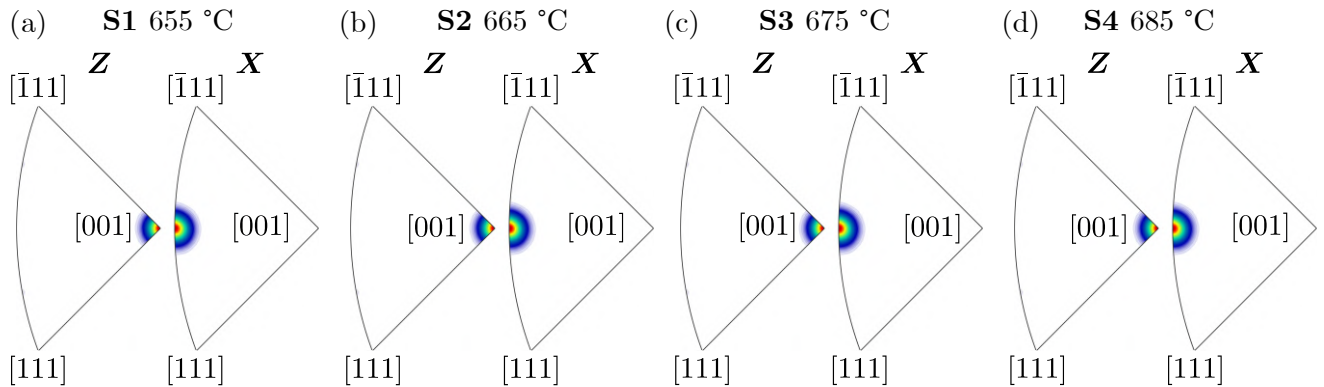 (a) S1 655 °C (b) S2 665 °C (c) S3 675 °C (d) S4 685 °C
Z X Z X Z X Z X
[1̄11] [1̄11] [1̄11] [1̄11] [1̄11] [1̄11] [1̄11] [1̄11]
[001] [001] [001] [001] [001] [001] [001] [001]
[111] [111] [111] [111] [111] [111] [111] [111]